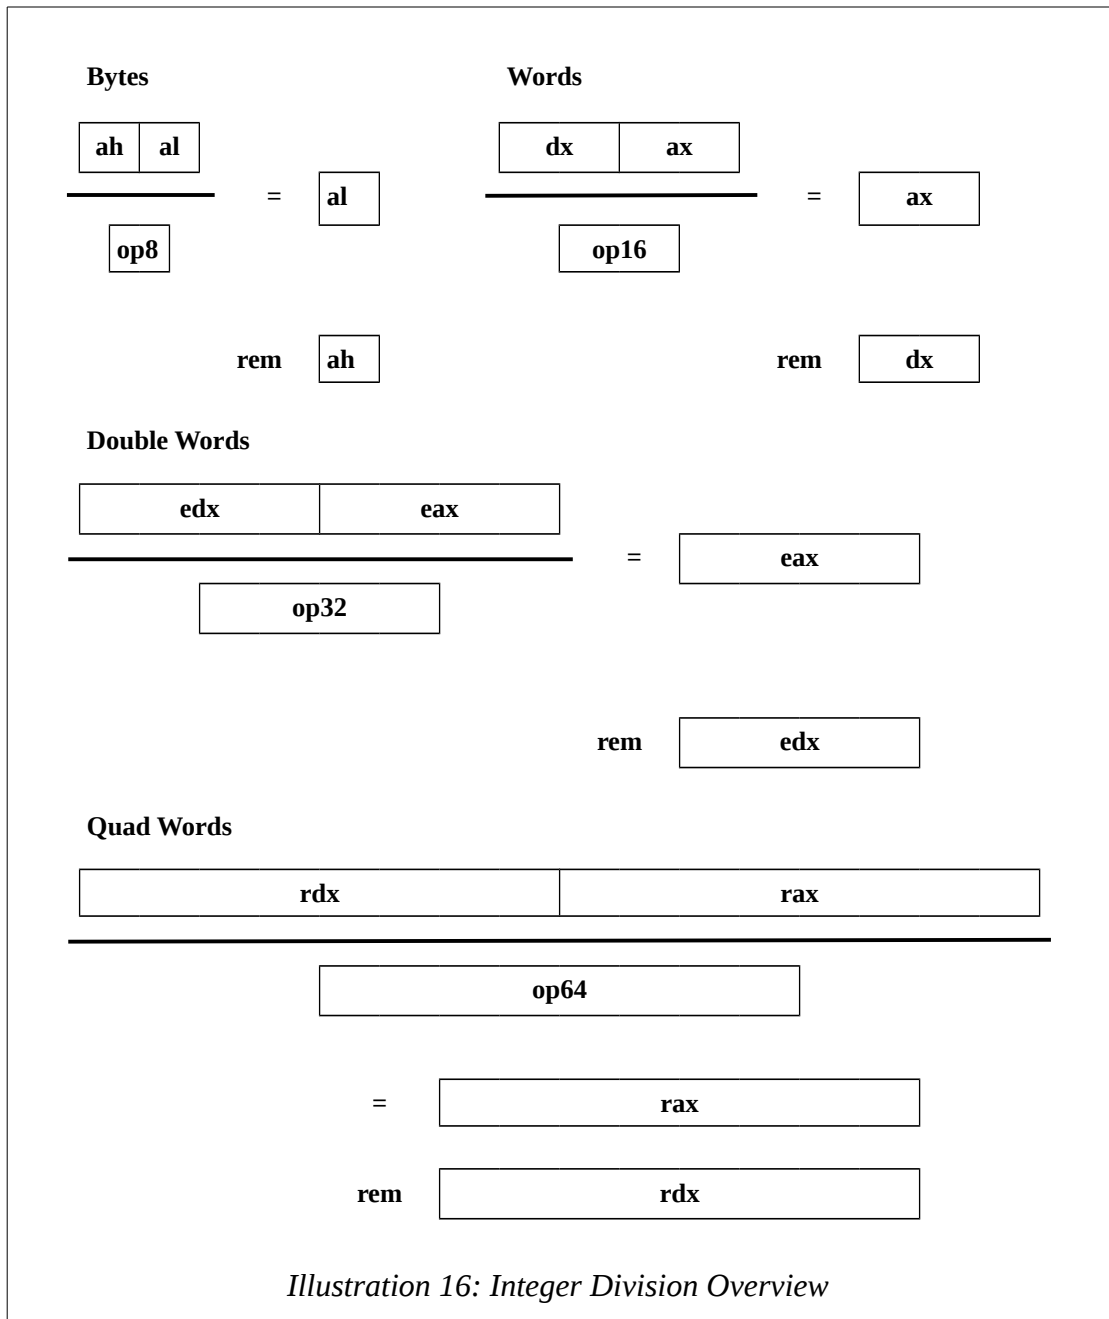 Bytes
ah al
= al
op8
rem ah
Words
dx ax
= ax
op16
rem dx
Double Words
edx eax
= eax
op32
rem edx
Quad Words
rdx rax
op64
= rax
rem rdx
Illustration 16: Integer Division Overview